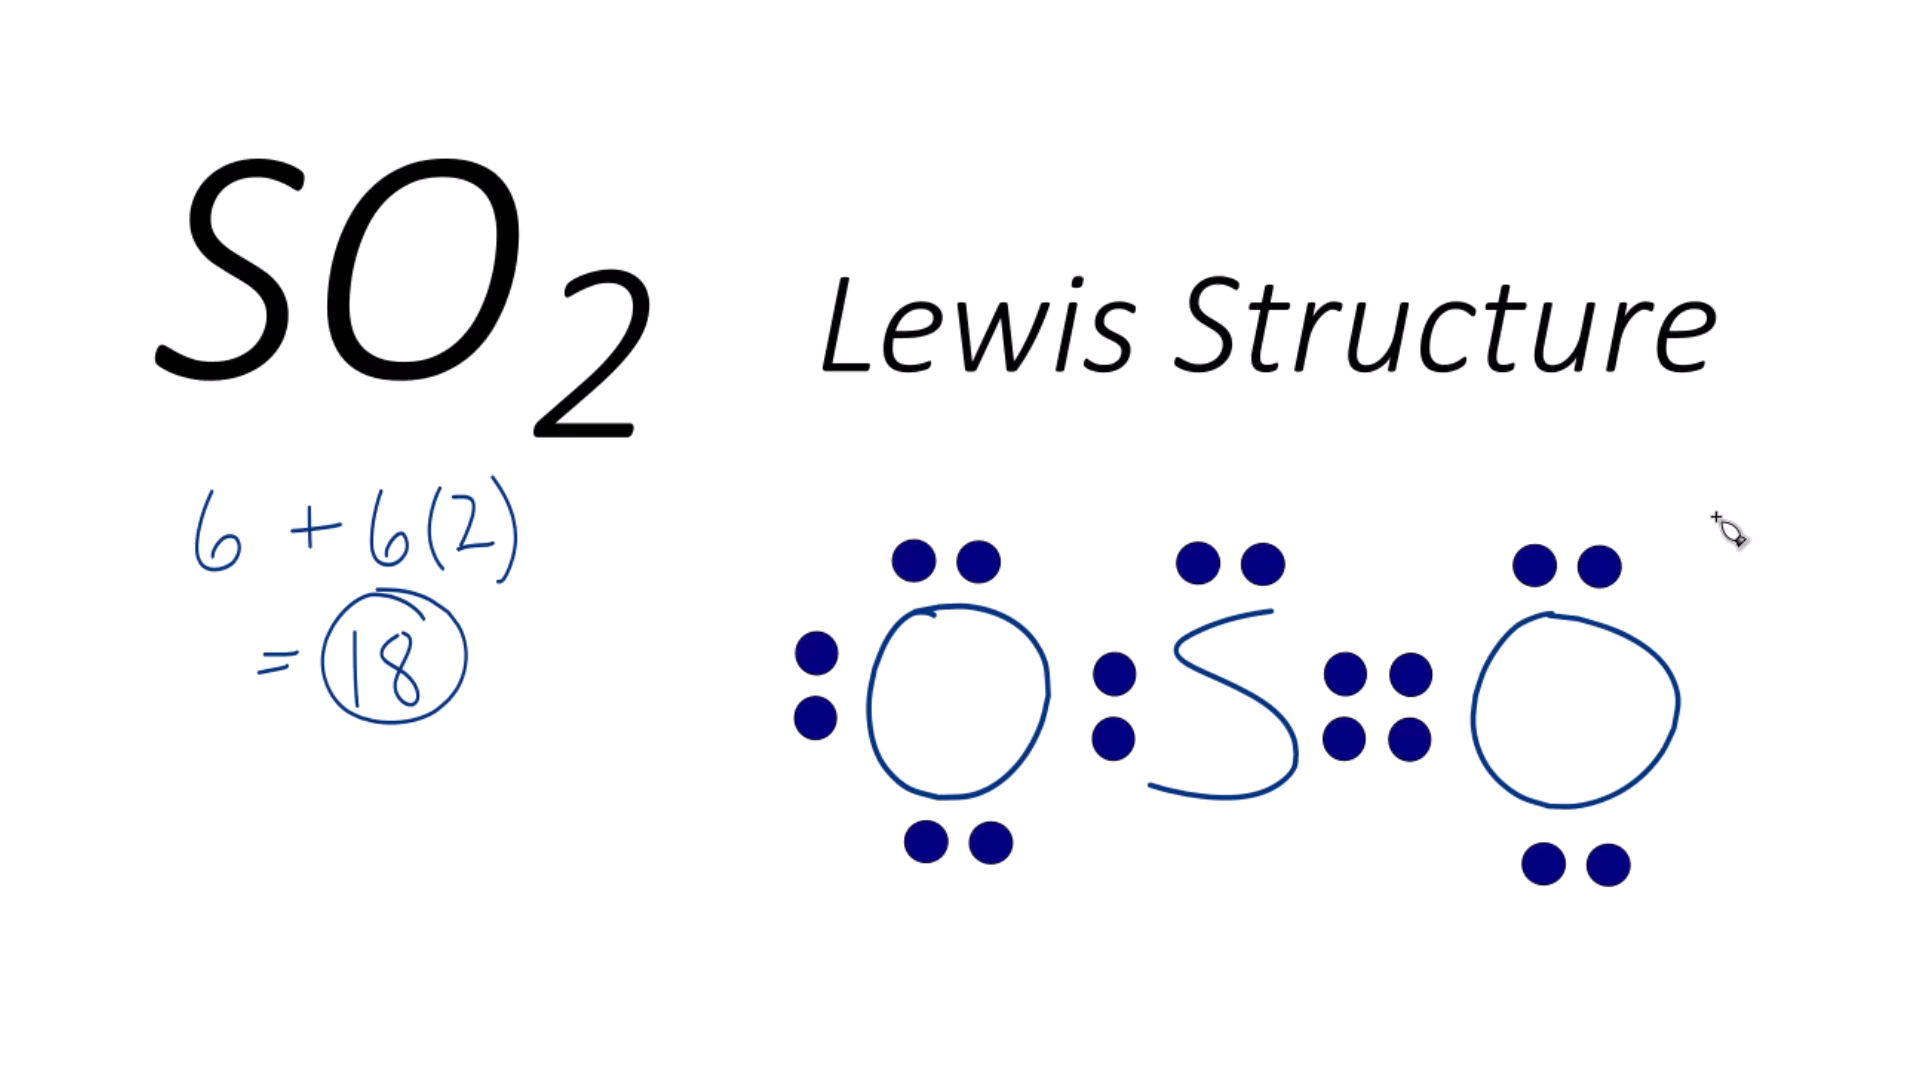 SO₂ Lewis Structure
6 + 6(2)
= 18
O S O